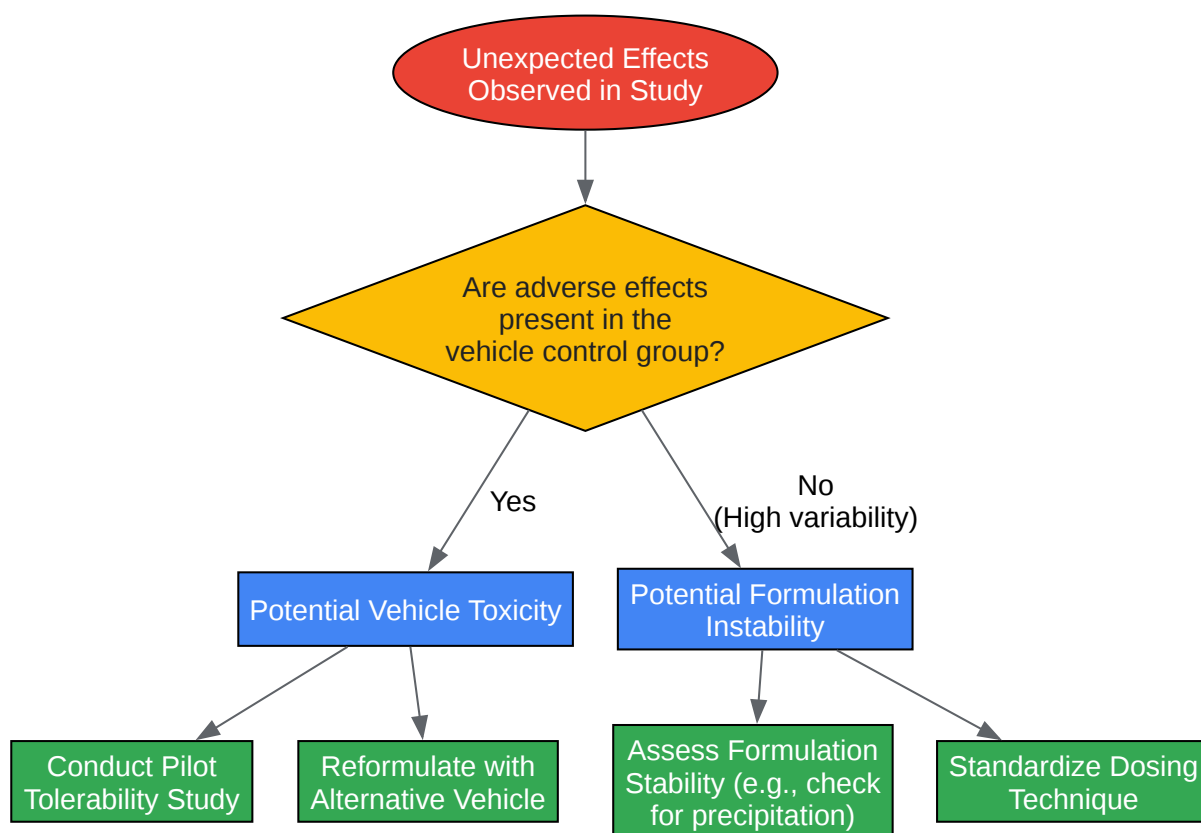 Unexpected Effects
Observed in Study
Are adverse effects
present in the
vehicle control group?
Yes
No
(High variability)
Potential Vehicle Toxicity
Potential Formulation
Instability
Conduct Pilot
Tolerability Study
Reformulate with
Alternative Vehicle
Assess Formulation
Stability (e.g., check
for precipitation)
Standardize Dosing
Technique